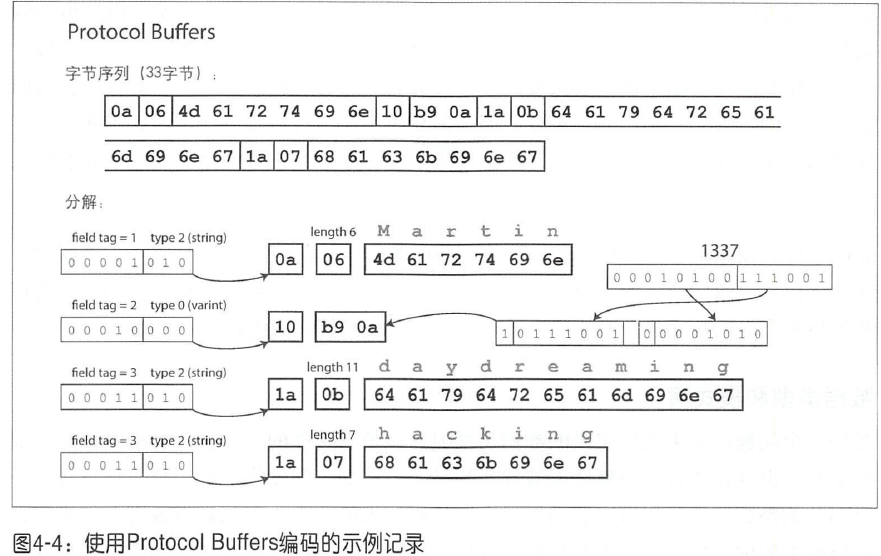 Protocol Buffers
字节序列 (33字节) :
0a 06 4d 61 72 74 69 6e 10 b9 0a 1a 0b 64 61 79 64 72 65 61
6d 69 6e 67 1a 07 68 61 63 6b 69 6e 67
分解:
field tag = 1 type 2 (string) length 6 M a r t i n
0 0 0 0 1 0 1 0 0a 06 4d 61 72 74 69 6e
1337
0 0 0 1 0 1 0 0 1 1 1 0 0 1
field tag = 2 type 0 (varint)
0 0 0 1 0 0 0 0 10 b9 0a 1 0 1 1 1 0 0 1 0 0 0 0 1 0 1 0
field tag = 3 type 2 (string) length 11 d a y d r e a m i n g
0 0 0 1 1 0 1 0 1a 0b 64 61 79 64 72 65 61 6d 69 6e 67
field tag = 3 type 2 (string) length 7 h a c k i n g
0 0 0 1 1 0 1 0 1a 07 68 61 63 6b 69 6e 67
图4-4：使用Protocol Buffers编码的示例记录